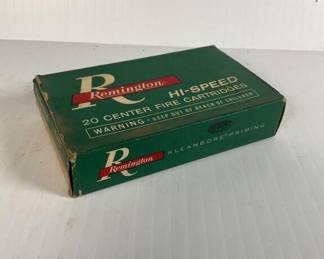 R
Remington
HI-SPEED
20 CENTER FIRE CARTRIDGES
WARNING - KEEP OUT OF REACH OF CHILDREN
R
Remington
KLEANBORE PRIMING